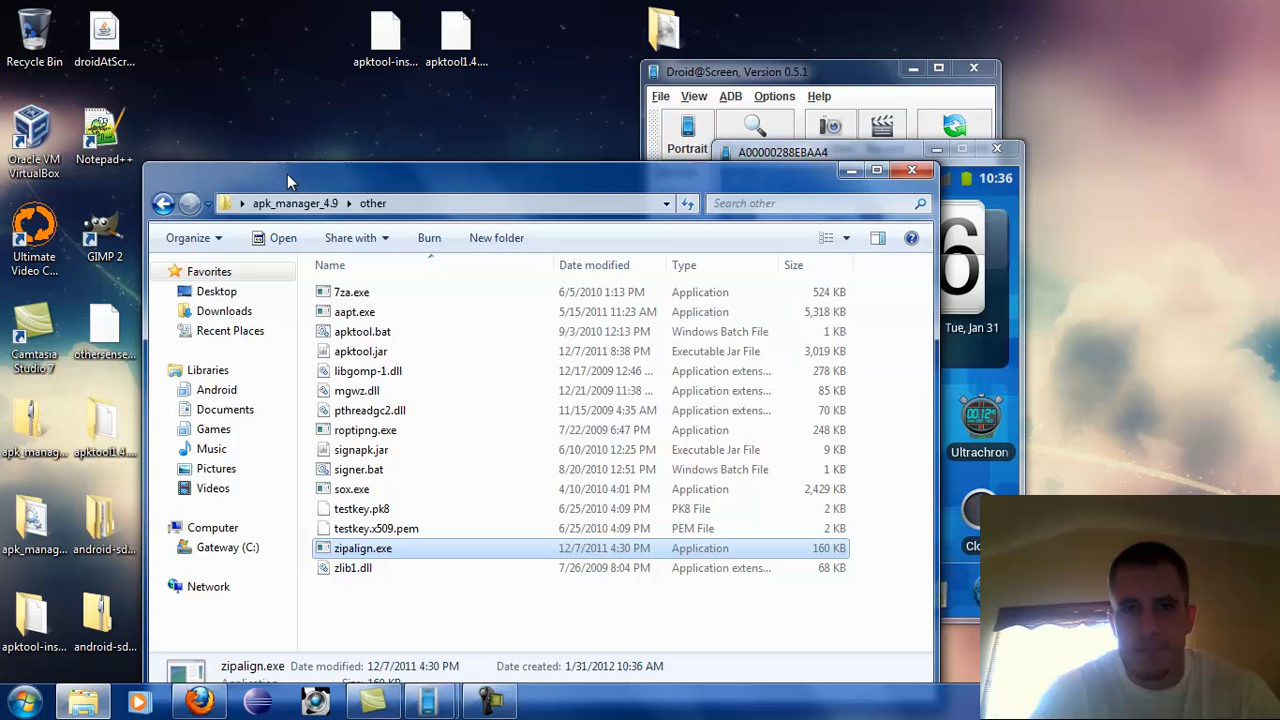 Recycle Bin
droidAtScr...
apktool-ins...
apktool1.4....
Oracle VM
VirtualBox
Notepad++
Ultimate
Video C...
GIMP 2
Camtasia
Studio 7
othersense...
apk_manag...
apktool1.4....
apk_manag...
android-sd...
apktool-ins...
android-sd...
Droid@Screen, Version 0.5.1
File View ADB Options Help
Portrait
A00000288EBAA4
10:36
6
Tue, Jan 31
00:12
Ultrachron
Clo
apk_manager_4.9 other
Search other
Organize Open Share with Burn New folder
Name Date modified Type Size
Favorites
Desktop
Downloads
Recent Places
Libraries
Android
Documents
Games
Music
Pictures
Videos
Computer
Gateway (C:)
Network
7za.exe 6/5/2010 1:13 PM Application 524 KB
aapt.exe 5/15/2011 11:23 AM Application 5,318 KB
apktool.bat 9/3/2010 12:13 PM Windows Batch File 1 KB
apktool.jar 12/7/2011 8:38 PM Executable Jar File 3,019 KB
libgomp-1.dll 12/17/2009 12:46 ... Application extens... 278 KB
mgwz.dll 12/21/2009 11:38 ... Application extens... 85 KB
pthreadgc2.dll 11/15/2009 4:35 AM Application extens... 70 KB
roptipng.exe 7/22/2009 6:47 PM Application 248 KB
signapk.jar 6/10/2010 12:25 PM Executable Jar File 9 KB
signer.bat 8/20/2010 12:51 PM Windows Batch File 1 KB
sox.exe 4/10/2010 4:01 PM Application 2,429 KB
testkey.pk8 6/25/2010 4:09 PM PK8 File 2 KB
testkey.x509.pem 6/25/2010 4:09 PM PEM File 2 KB
zipalign.exe 12/7/2011 4:30 PM Application 160 KB
zlib1.dll 7/26/2009 8:04 PM Application extens... 68 KB
zipalign.exe Date modified: 12/7/2011 4:30 PM Date created: 1/31/2012 10:36 AM